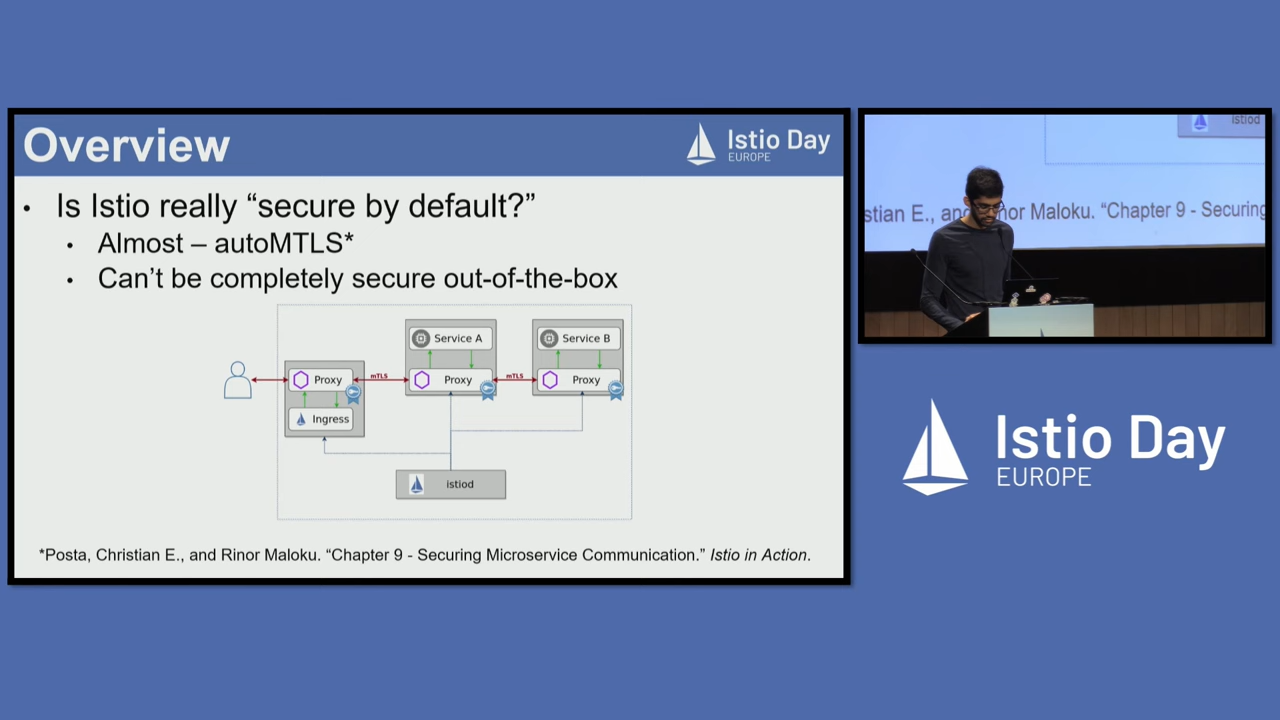 Overview
Istio Day
EUROPE
• Is Istio really “secure by default?”
• Almost – autoMTLS*
• Can’t be completely secure out-of-the-box
Service A
Service B
Proxy
mTLS
Proxy
mTLS
Proxy
Ingress
istiod
*Posta, Christian E., and Rinor Maloku. “Chapter 9 - Securing Microservice Communication.” Istio in Action.
istiod
stian E., and Rinor Maloku. “Chapter 9 - Securing
Istio Day
EUROPE